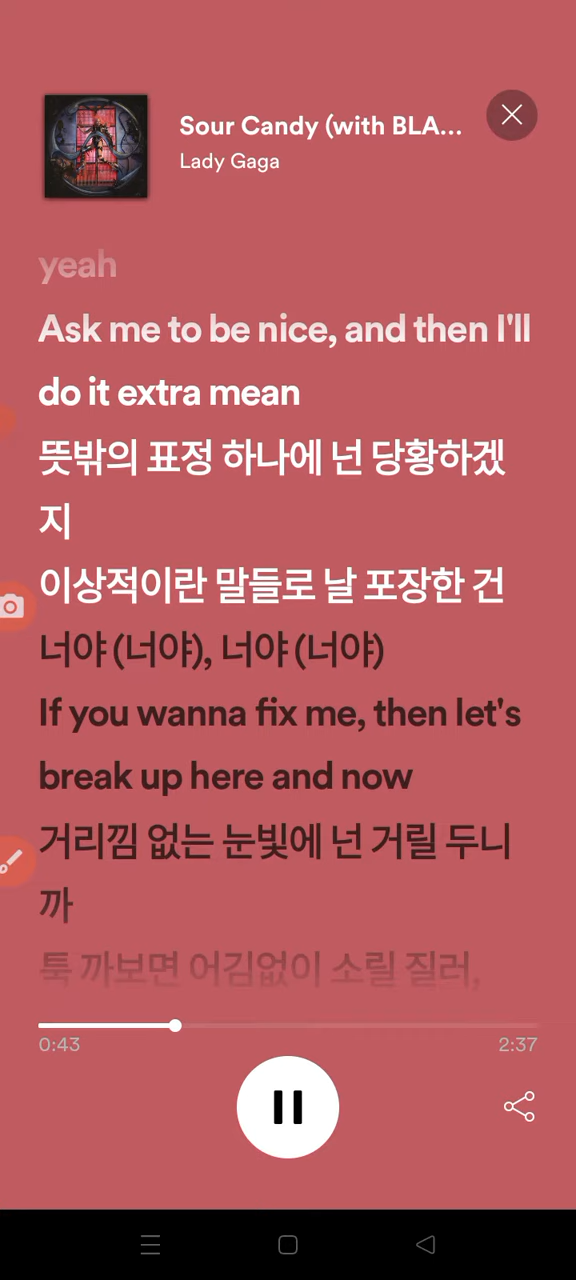 Sour Candy (with BLA...
Lady Gaga
yeah
Ask me to be nice, and then I'll
do it extra mean
뜻밖의 표정 하나에 넌 당황하겠
지
이상적이란 말들로 날 포장한 건
너야 (너야), 너야 (너야)
If you wanna fix me, then let's
break up here and now
거리낌 없는 눈빛에 넌 거릴 두니
까
툭 까보면 어김없이 소릴 질러,
0:43
2:37